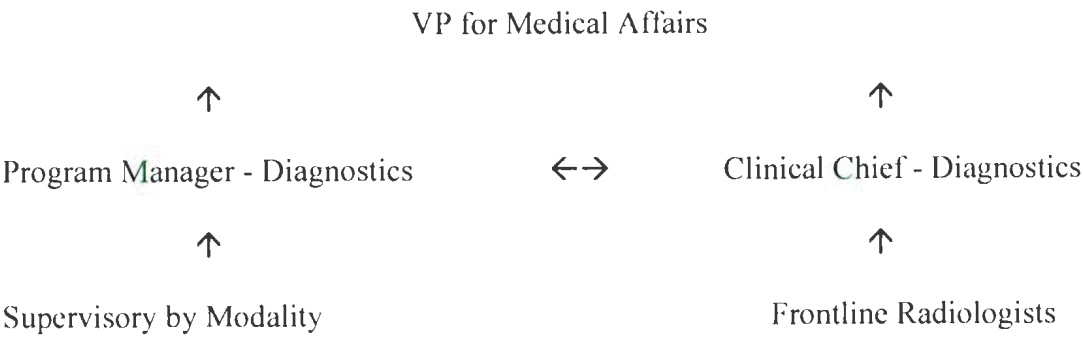 VP for Medical Affairs
↑ ↑
Program Manager - Diagnostics ←→ Clinical Chief - Diagnostics
↑ ↑
Supervisory by Modality Frontline Radiologists